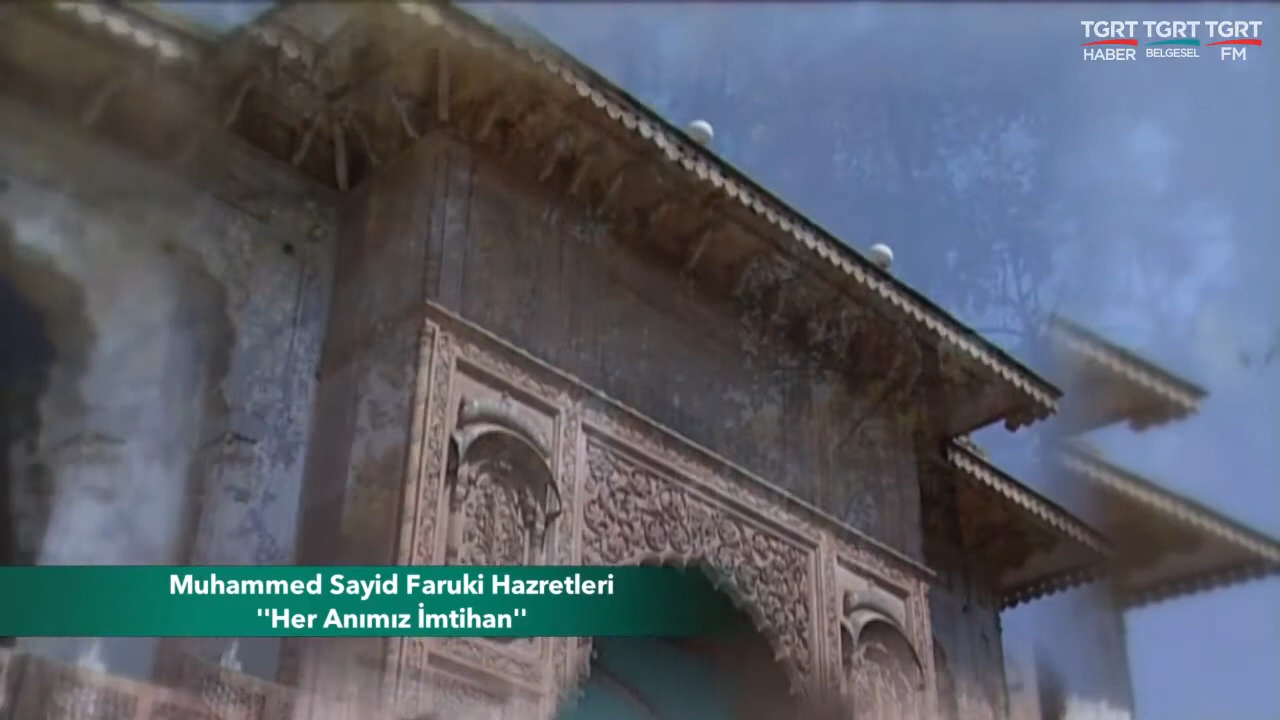 TGRT HABER
TGRT BELGESEL
TGRT FM
Muhammed Sayid Faruki Hazretleri
''Her Anımız İmtihan''